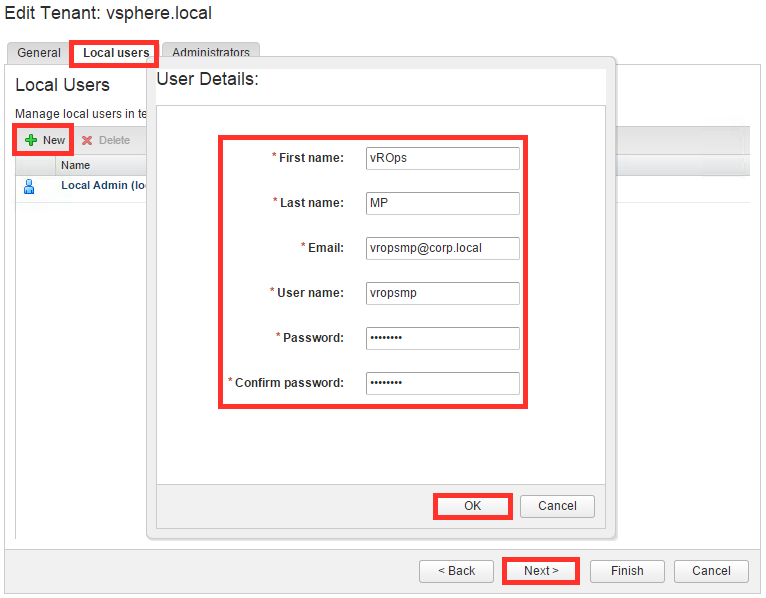 Edit Tenant: vsphere.local
General Local users Administrators
Local Users
User Details:
Manage local users in te
New Delete
Name
Local Admin (lo
* First name: vROps
* Last name: MP
* Email: vropsmp@corp.local
* User name: vropsmp
* Password: ••••••••
* Confirm password: ••••••••
OK Cancel
< Back Next > Finish Cancel